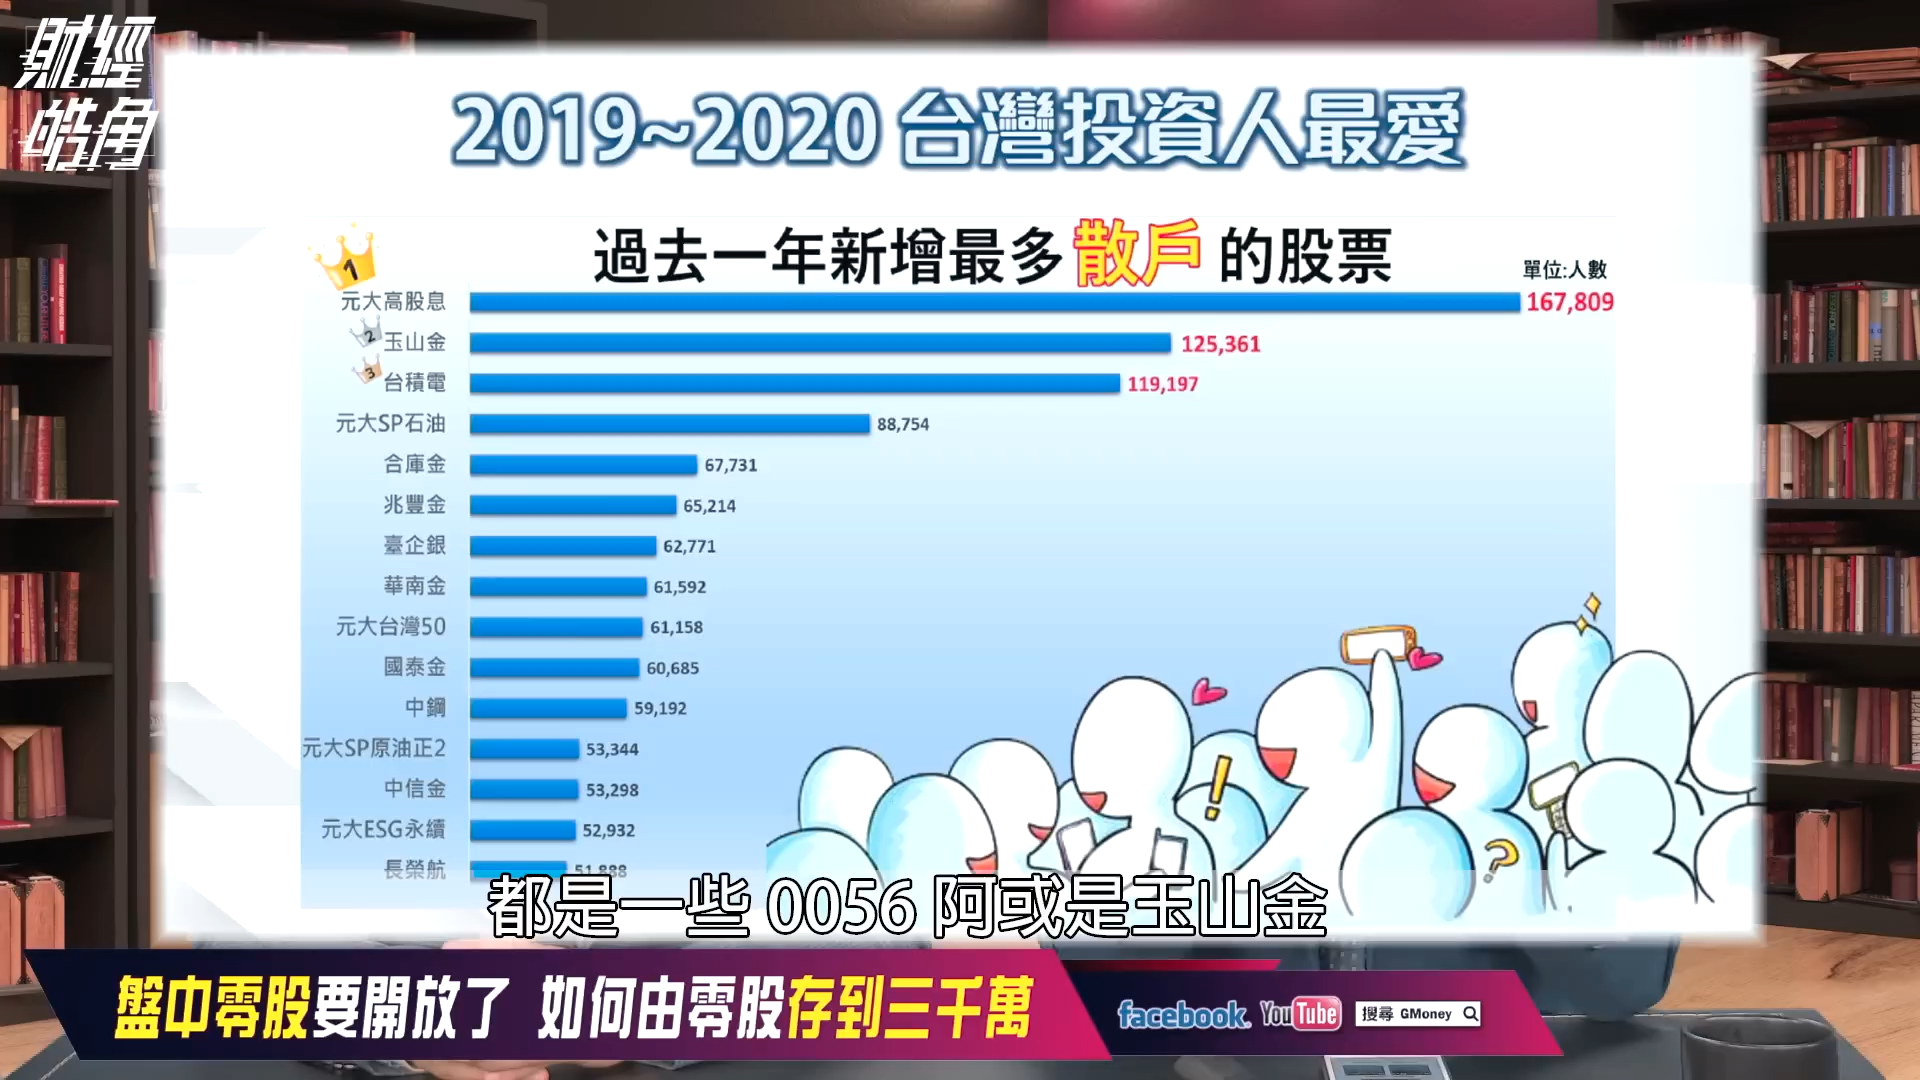 財經
皓角
2019~2020 台灣投資人最愛
過去一年新增最多 散戶 的股票
單位:人數
1
元大高股息 167,809
2
玉山金 125,361
3
台積電 119,197
元大SP石油 88,754
合庫金 67,731
兆豐金 65,214
臺企銀 62,771
華南金 61,592
元大台灣50 61,158
國泰金 60,685
中鋼 59,192
元大SP原油正2 53,344
中信金 53,298
元大ESG永續 52,932
長榮航 51,888
!
?
都是一些 0056 阿或是玉山金
盤中零股要開放了 如何由零股存到三千萬
facebook. YouTube 搜尋 GMoney